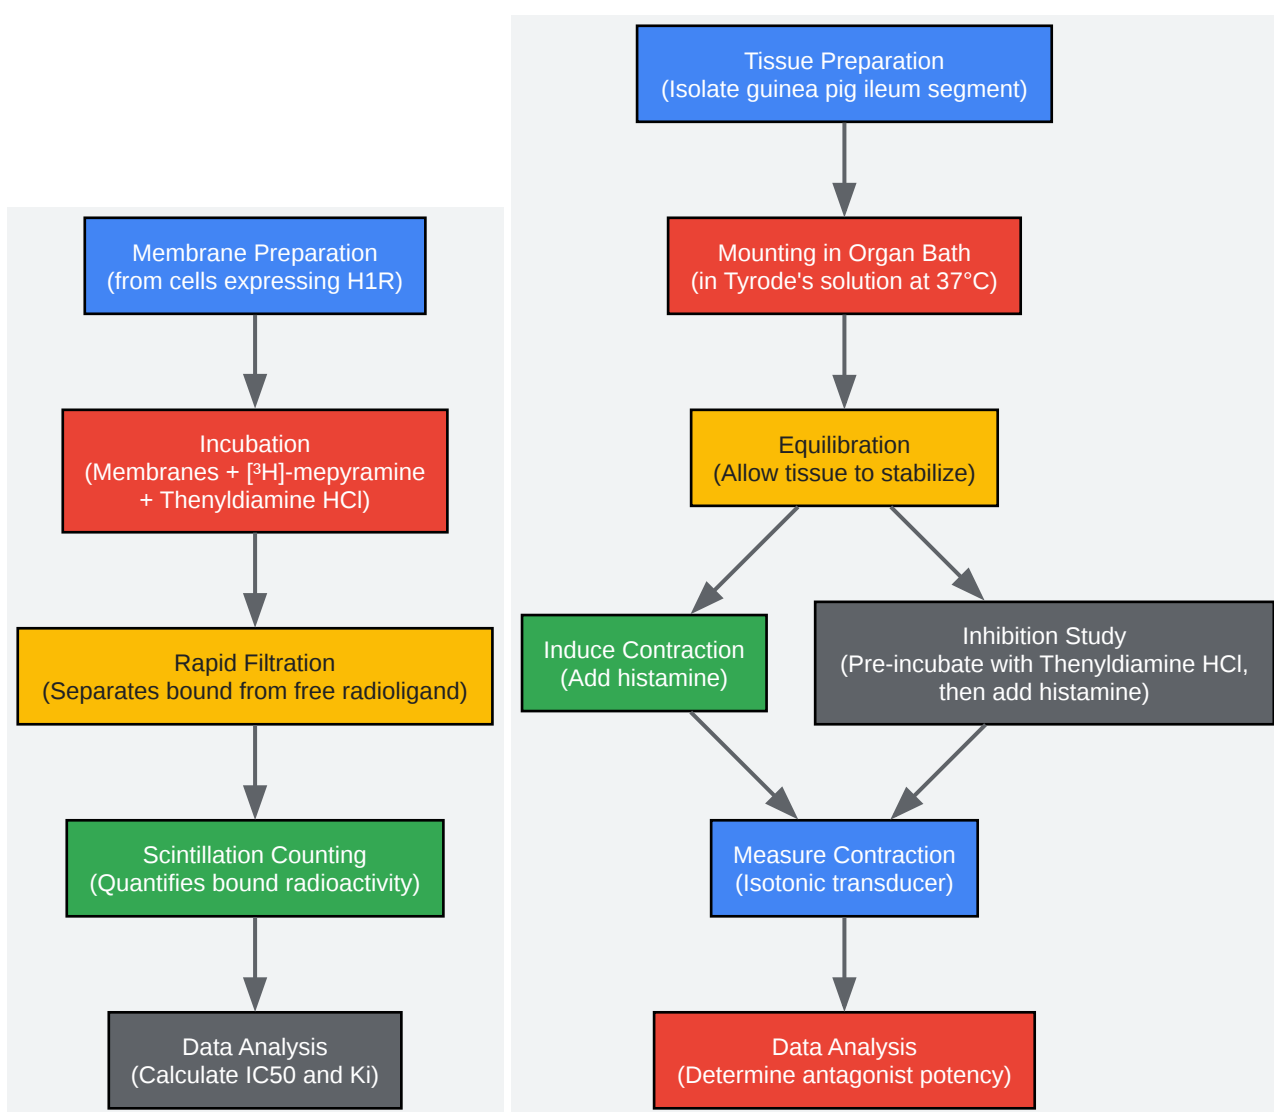 Membrane Preparation
(from cells expressing H1R)
Incubation
(Membranes + [³H]-mepyramine
+ Thenyldiamine HCl)
Rapid Filtration
(Separates bound from free radioligand)
Scintillation Counting
(Quantifies bound radioactivity)
Data Analysis
(Calculate IC50 and Ki)
Tissue Preparation
(Isolate guinea pig ileum segment)
Mounting in Organ Bath
(in Tyrode's solution at 37°C)
Equilibration
(Allow tissue to stabilize)
Induce Contraction
(Add histamine)
Inhibition Study
(Pre-incubate with Thenyldiamine HCl,
then add histamine)
Measure Contraction
(Isotonic transducer)
Data Analysis
(Determine antagonist potency)